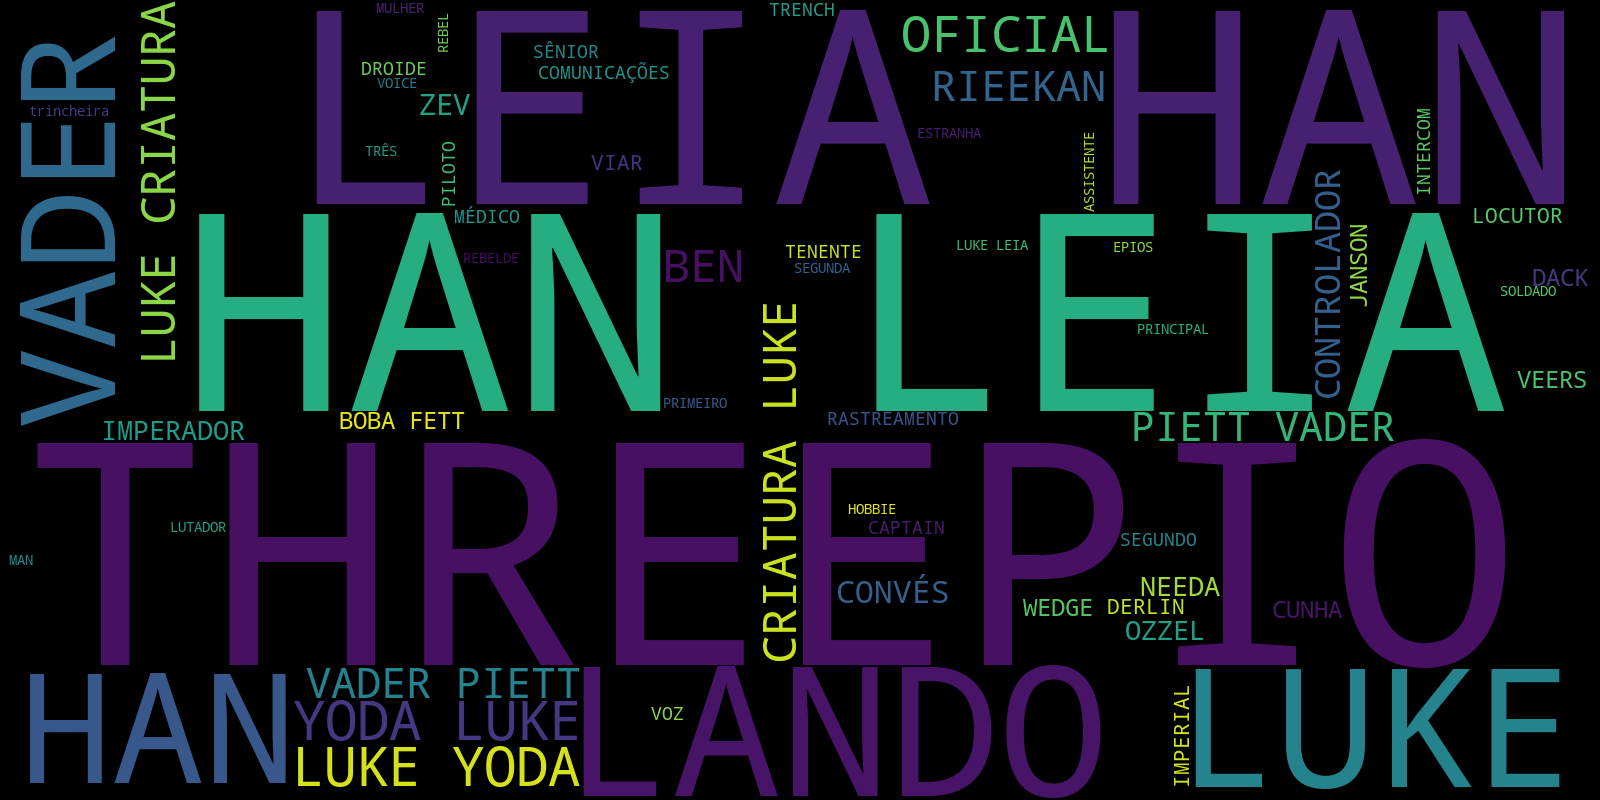 MULHER
TRENCH
LEIA HAN
OFICIAL
REBEL
SÊNIOR
COMUNICAÇÕES
DROIDE
VOICE
ZEV
RIEEKAN
VADER
trincheira
LUKE CRIATURA
ESTRANHA
TRÊS
PILOTO
VIAR
ASSISTENTE
INTERCOM
CONTROLADOR
MÉDICO
HAN LEIA
REBELDE
BEN
TENENTE
SEGUNDA
LUKE LEIA
EPIOS
JANSON
LOCUTOR
DACK
SOLDADO
PRINCIPAL
VEERS
PRIMEIRO
CRIATURA LUKE
IMPERADOR
BOBA FETT
RASTREAMENTO
PIETT VADER
THREEPIO
HOBBIE
CAPTAIN
LUTADOR
MAN
SEGUNDO
CONVÉS
NEEDA
WEDGE
DERLIN
CUNHA
OZZEL
HAN
VADER PIETT
YODA LUKE
LUKE YODA
LANDO
VOZ
IMPERIAL
LUKE